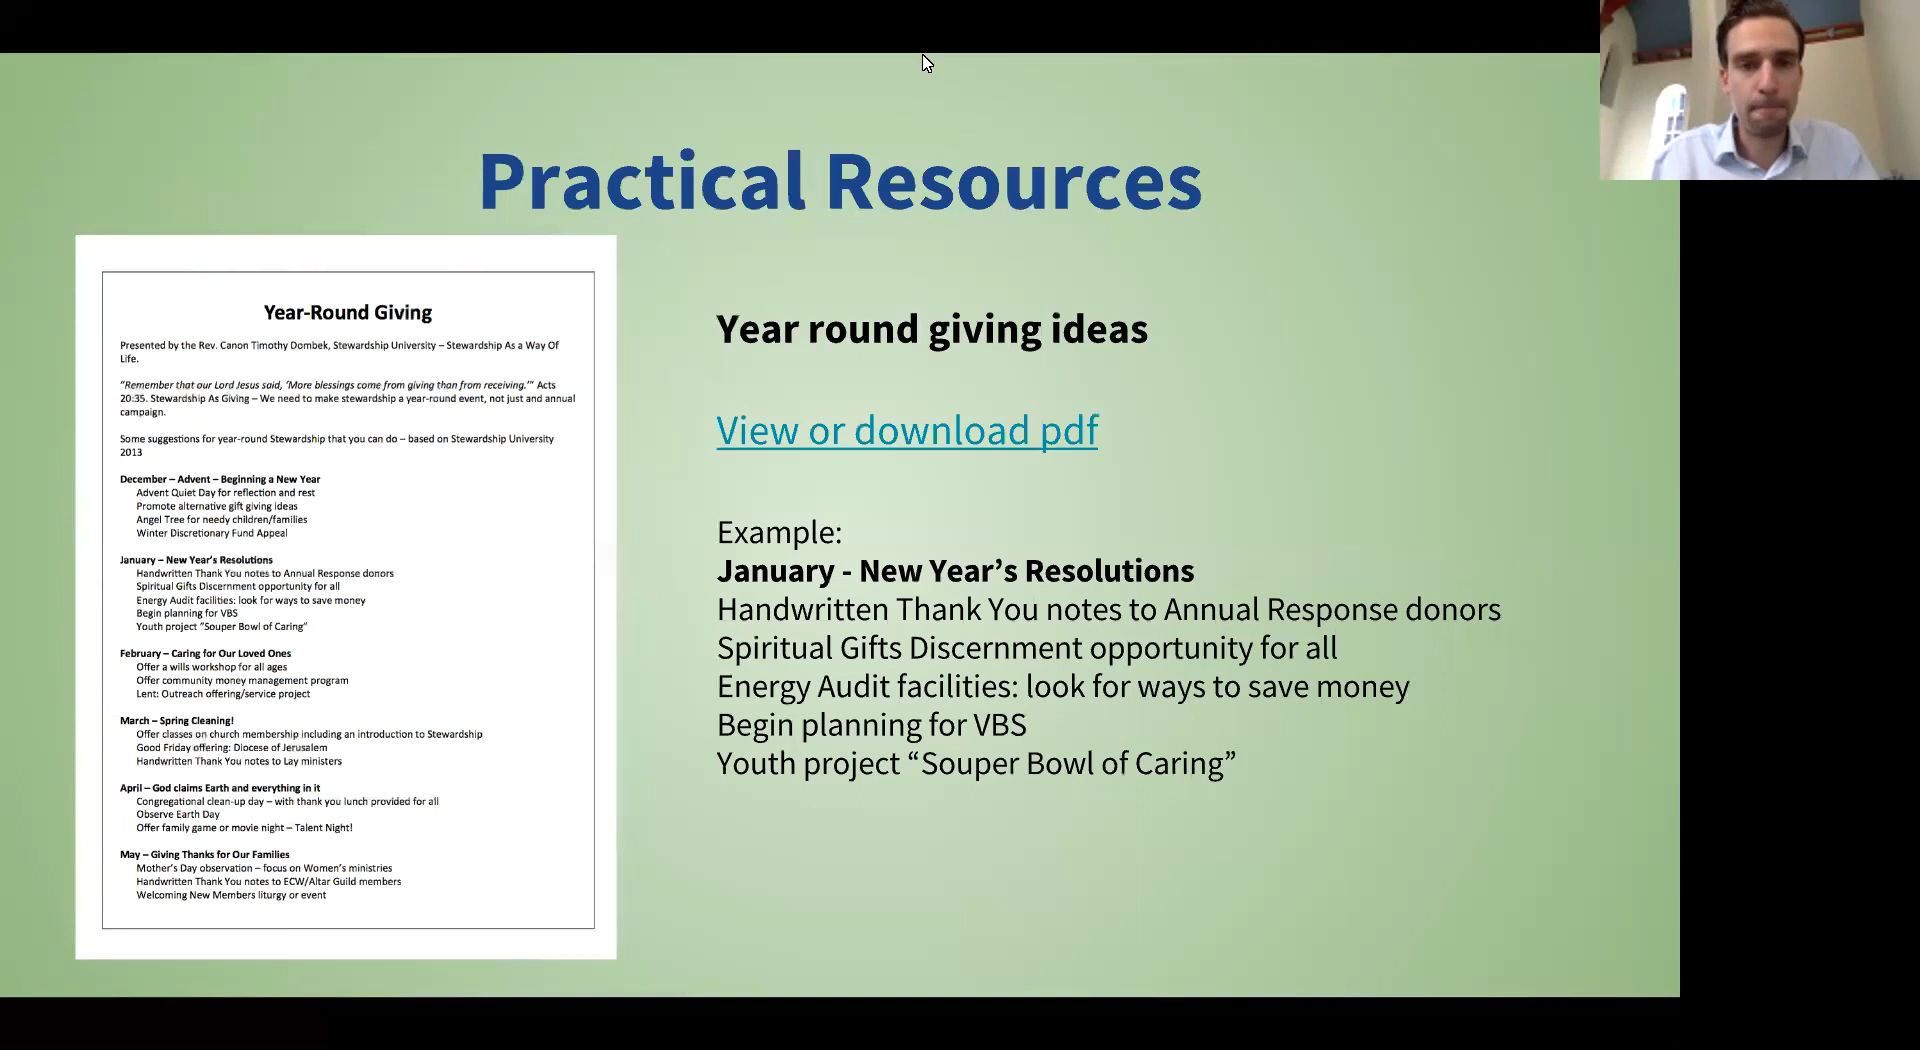 Practical Resources
Year-Round Giving
Presented by the Rev. Canon Timothy Dombek, Stewardship University – Stewardship As a Way Of
Life.
“Remember that our Lord Jesus said, ‘More blessings come from giving than from receiving.’” Acts
20:35. Stewardship As Giving – We need to make stewardship a year-round event, not just and annual
campaign.
Some suggestions for year-round Stewardship that you can do – based on Stewardship University
2013
December – Advent – Beginning a New Year
Advent Quiet Day for reflection and rest
Promote alternative gift giving ideas
Angel Tree for needy children/families
Winter Discretionary Fund Appeal
January – New Year’s Resolutions
Handwritten Thank You notes to Annual Response donors
Spiritual Gifts Discernment opportunity for all
Energy Audit facilities: look for ways to save money
Begin planning for VBS
Youth project “Souper Bowl of Caring”
February – Caring for Our Loved Ones
Offer a wills workshop for all ages
Offer community money management program
Lent: Outreach offering/service project
March – Spring Cleaning!
Offer classes on church membership including an introduction to Stewardship
Good Friday offering: Diocese of Jerusalem
Handwritten Thank You notes to Lay ministers
April – God claims Earth and everything in it
Congregational clean-up day – with thank you lunch provided for all
Observe Earth Day
Offer family game or movie night – Talent Night!
May – Giving Thanks for Our Families
Mother’s Day observation – focus on Women’s ministries
Handwritten Thank You notes to ECW/Altar Guild members
Welcoming New Members liturgy or event
Year round giving ideas
View or download pdf
Example:
January - New Year’s Resolutions
Handwritten Thank You notes to Annual Response donors
Spiritual Gifts Discernment opportunity for all
Energy Audit facilities: look for ways to save money
Begin planning for VBS
Youth project “Souper Bowl of Caring”